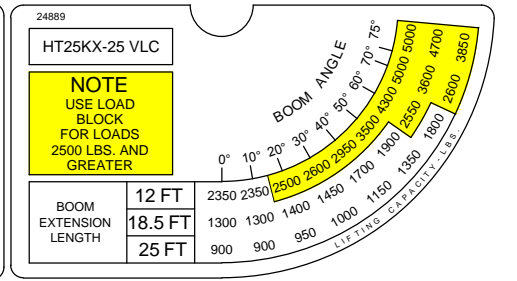 24889
HT25KX-25 VLC
NOTE
USE LOAD
BLOCK
FOR LOADS
2500 LBS. AND
GREATER
BOOM ANGLE
0° 10° 20° 30° 40° 50° 60° 70° 75°
BOOM
EXTENSION
LENGTH
12 FT 2350 2350 2500 2600 2950 3500 4300 5000 5000
18.5 FT 1300 1300 1400 1450 1700 1900 2550 3600 4700
25 FT 900 900 950 1000 1150 1350 1800 2600 3850
LIFTING CAPACITY - LBS.